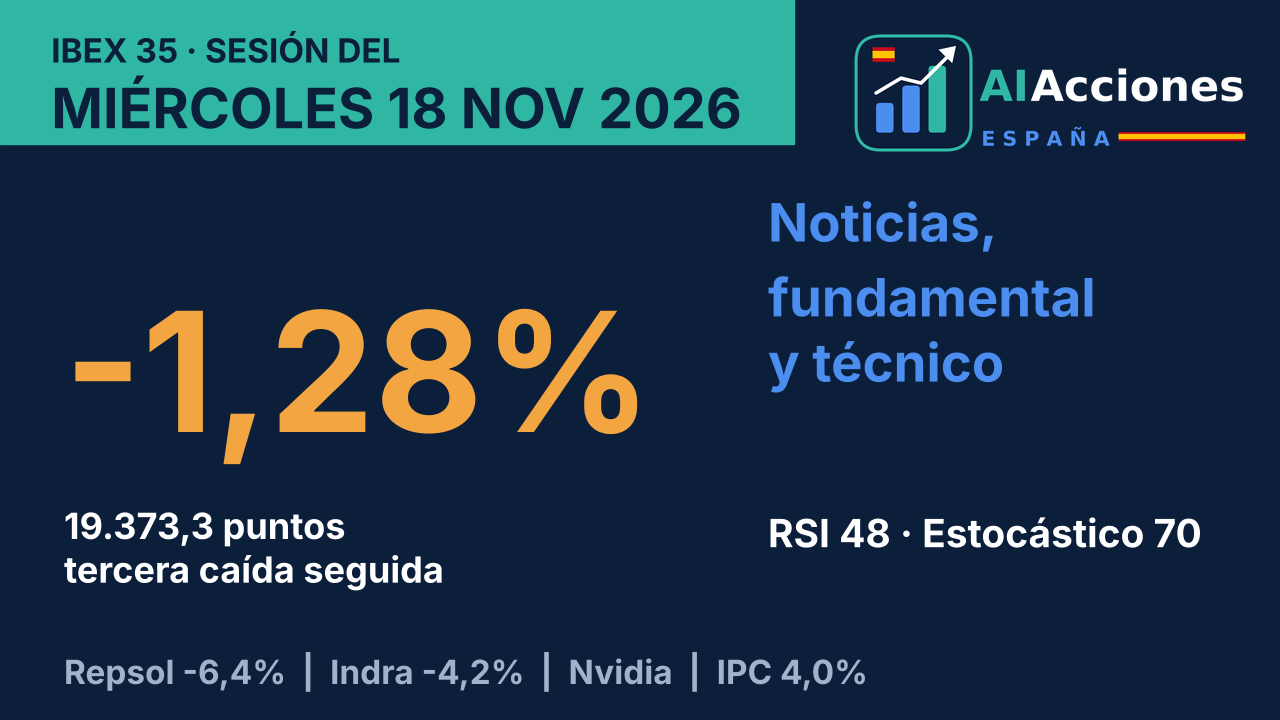 IBEX 35 · SESIÓN DEL
MIÉRCOLES 18 NOV 2026
AIAcciones
ESPAÑA
-1,28%
19.373,3 puntos
tercera caída seguida
Noticias,
fundamental
y técnico
RSI 48 · Estocástico 70
Repsol -6,4% | Indra -4,2% | Nvidia | IPC 4,0%